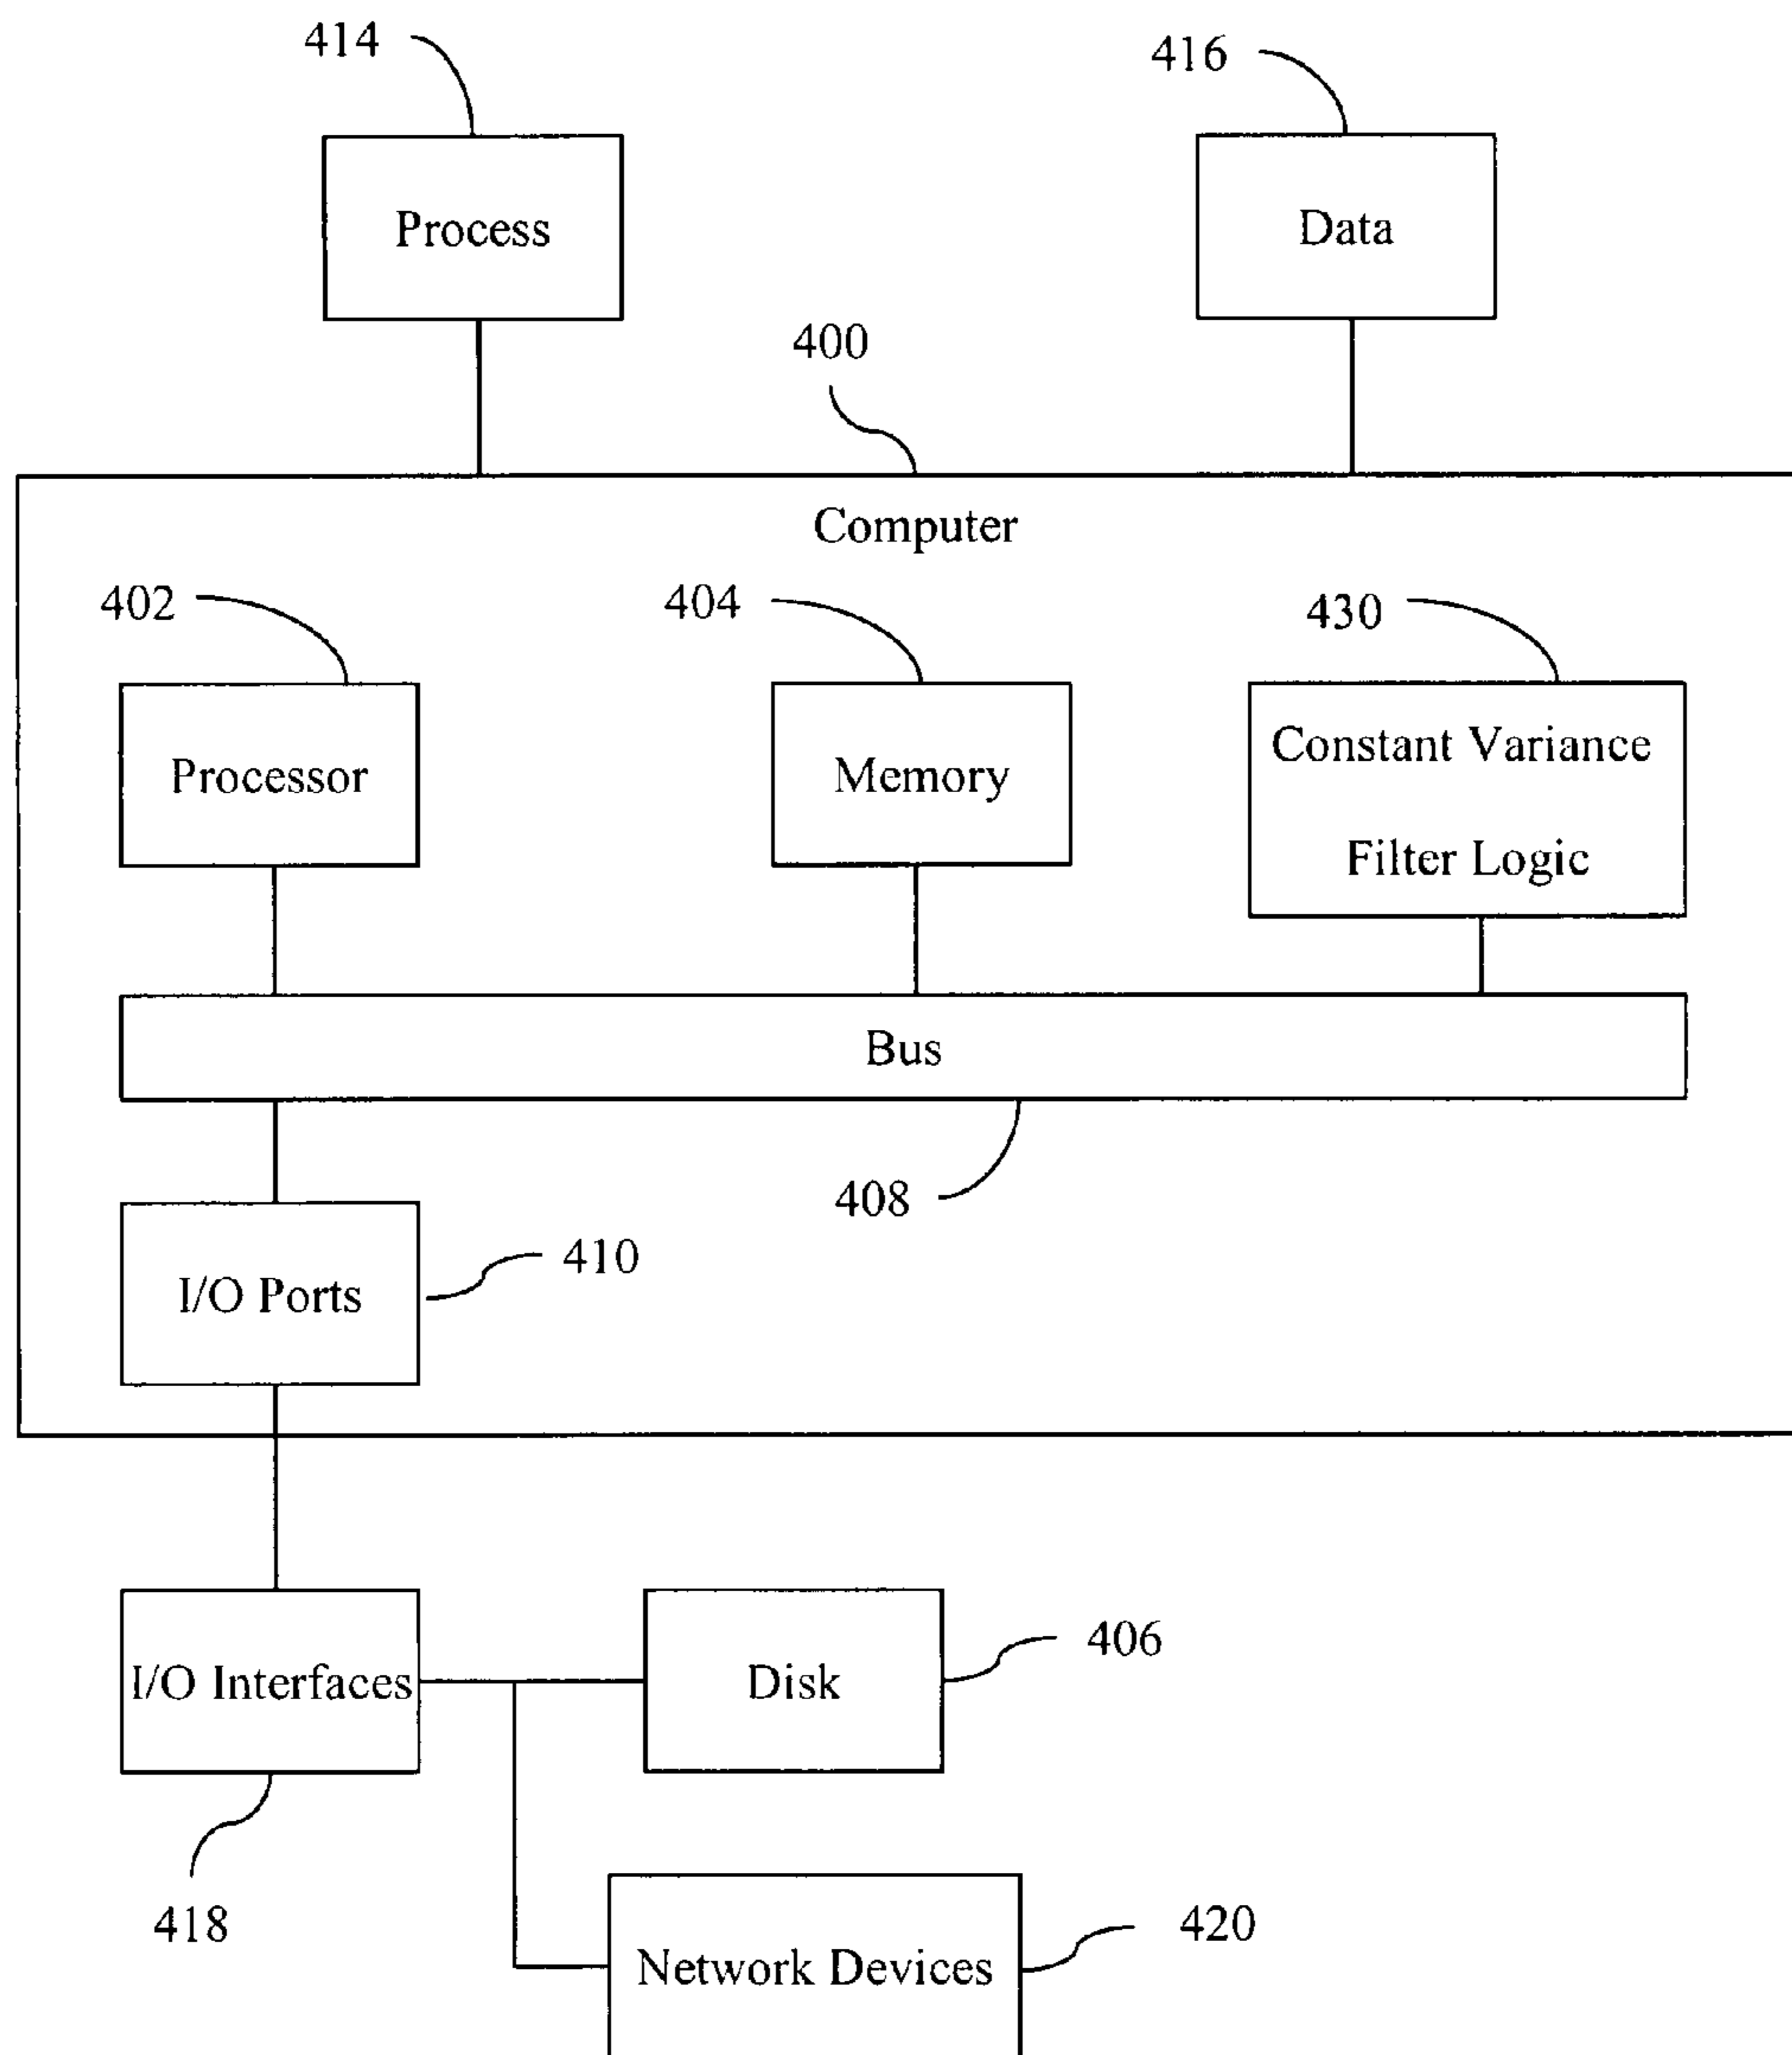 414
416
Process
Data
400
Computer
402
404
430
Processor
Memory
Constant Variance
Filter Logic
Bus
408
410
I/O Ports
I/O Interfaces
Disk
406
418
420
Network Devices